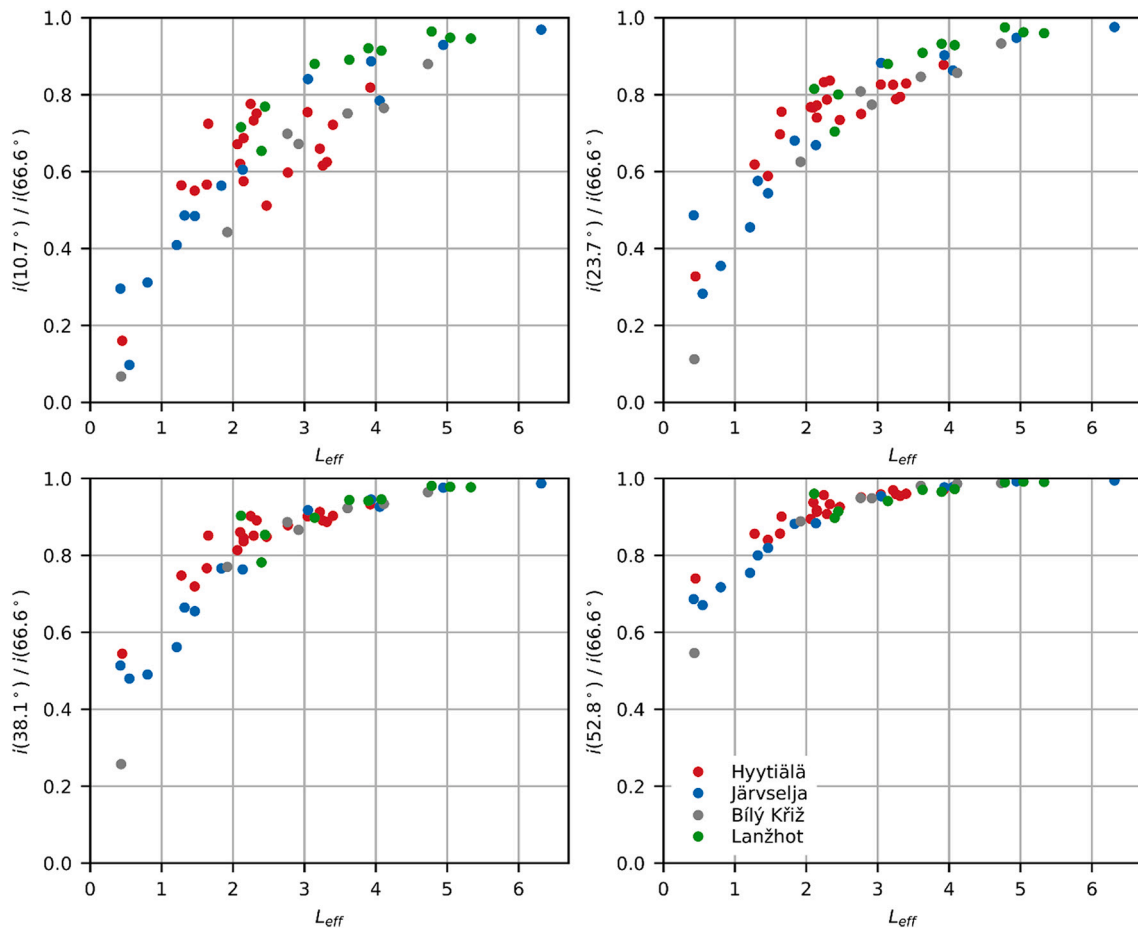 1.0
0.8
0.6
0.4
0.2
0.0
i(10.7°) / i(66.6°)
0 1 2 3 4 5 6
L_eff
1.0
0.8
0.6
0.4
0.2
0.0
i(23.7°) / i(66.6°)
0 1 2 3 4 5 6
L_eff
1.0
0.8
0.6
0.4
0.2
0.0
i(38.1°) / i(66.6°)
0 1 2 3 4 5 6
L_eff
1.0
0.8
0.6
0.4
0.2
0.0
i(52.8°) / i(66.6°)
Hyytiälä
Järvselja
Bílý Křiž
Lanžhot
0 1 2 3 4 5 6
L_eff